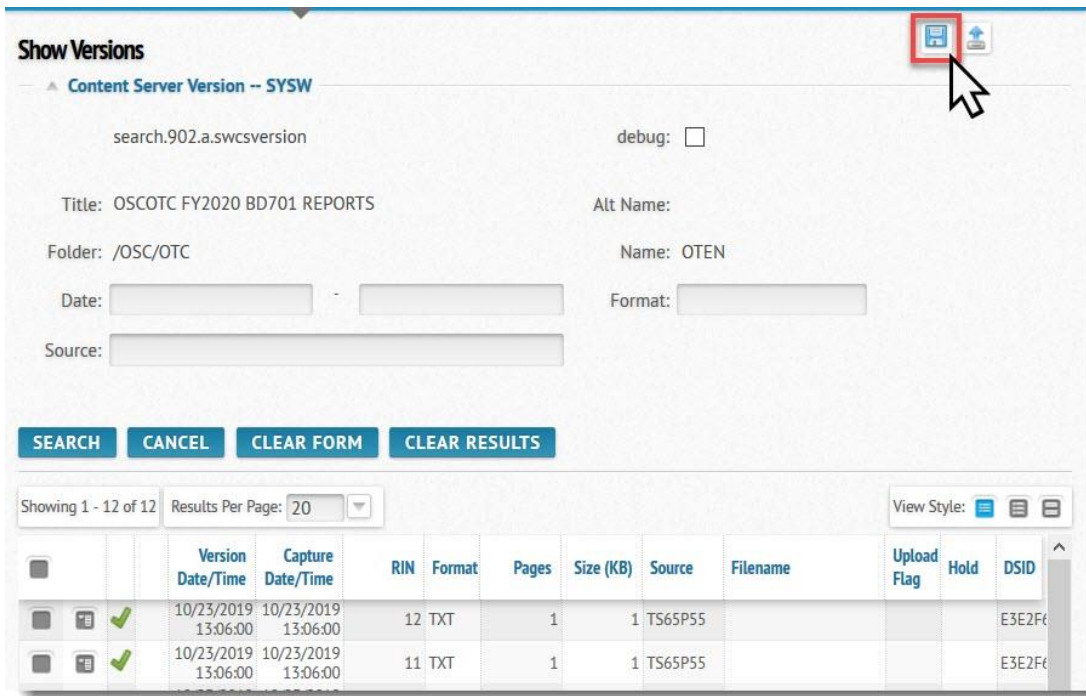 Show Versions
Content Server Version -- SYSW
search.902.a.swcsversion debug:
Title: OSCOTC FY2020 BD701 REPORTS Alt Name:
Folder: /OSC/OTC Name: OTEN
Date: - Format:
Source:
SEARCH CANCEL CLEAR FORM CLEAR RESULTS
Showing 1 - 12 of 12 Results Per Page: 20 View Style:
Version Date/Time Capture Date/Time RIN Format Pages Size (KB) Source Filename Upload Flag Hold DSID
10/23/2019 10/23/2019
13:06:00 13:06:00 12 TXT 1 1 TS65P55 E3E2F6
10/23/2019 10/23/2019
13:06:00 13:06:00 11 TXT 1 1 TS65P55 E3E2F6